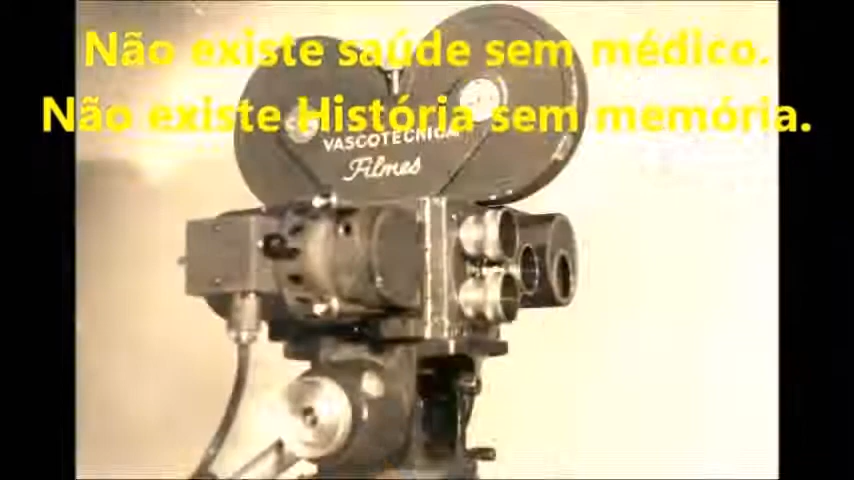 Não existe saúde sem médico.
Não existe História sem memória.
VASCOTECNICA
Filmes